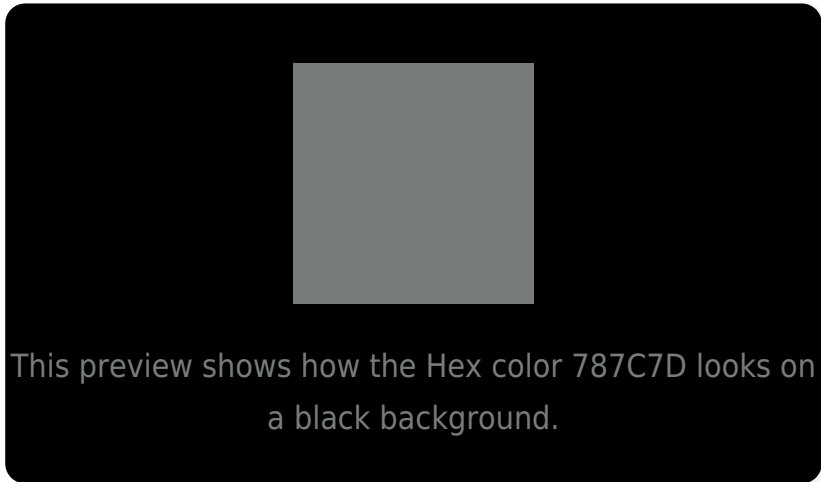 This preview shows how the Hex color 787C7D looks on
a black background.